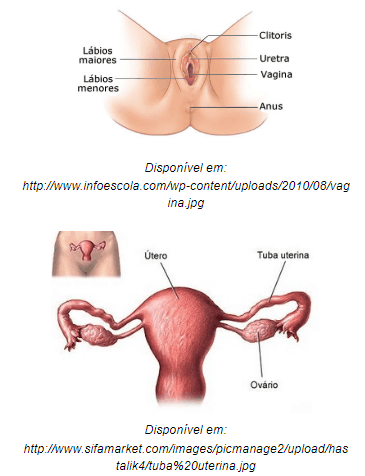 Clitoris
Lábios
maiores
Uretra
Lábios
menores
Vagina
Anus
Disponível em:
http://www.infoescola.com/wp-content/uploads/2010/08/vag
ina.jpg
Útero
Tuba uterina
Ovário
Disponível em:
http://www.sifamarket.com/images/picmanage2/upload/has
talik4/tuba%20uterina.jpg